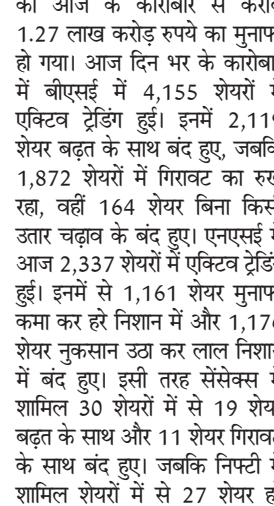 को आज के कारोबार से करी
1.27 लाख करोड़ रुपये का मुनाफ
हो गया। आज दिन भर के कारोबा
में बीएसई में 4,155 शेयरों
एक्टिव ट्रेडिंग हुई। इनमें 2,11
शेयर बढ़त के साथ बंद हुए, जबकि
1,872 शेयरों में गिरावट का रु
रहा, वहीं 164 शेयर बिना किस
उतार चढ़ाव के बंद हुए। एनएसई
आज 2,337 शेयरों में एक्टिव ट्रेडिं
हुई। इनमें से 1,161 शेयर मुनाफ
कमा कर हरे निशान में और 1,17
शेयर नुकसान उठा कर लाल निशा
में बंद हुए। इसी तरह सेंसेक्स
शामिल 30 शेयरों में से 19 शेय
बढ़त के साथ और 11 शेयर गिराव
के साथ बंद हुए। जबकि निफ्टी
शामिल शेयरों में से 27 शेयर ह